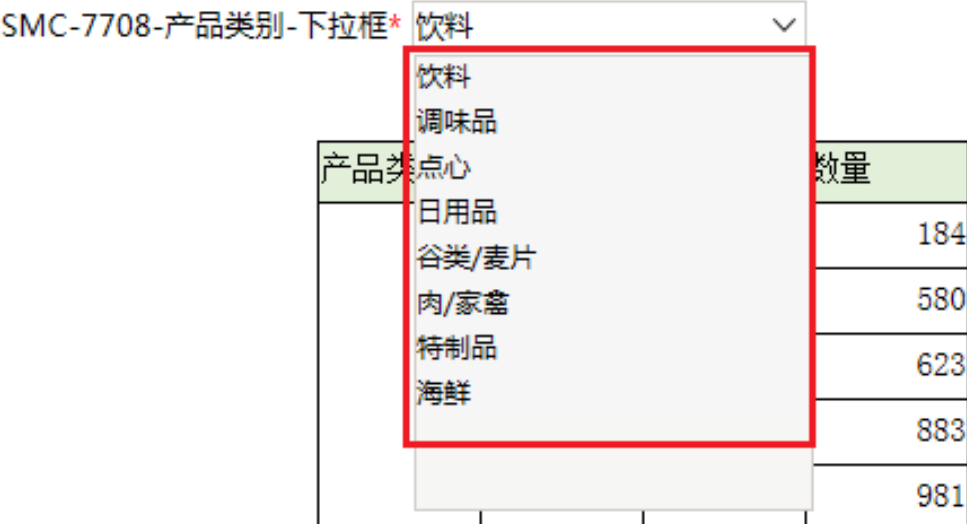 SMC-7708-产品类别-下拉框* 饮料
饮料
调味品
产品类 点心 数量
日用品
184
谷类/麦片
肉/家禽
580
特制品
623
海鲜
883
981